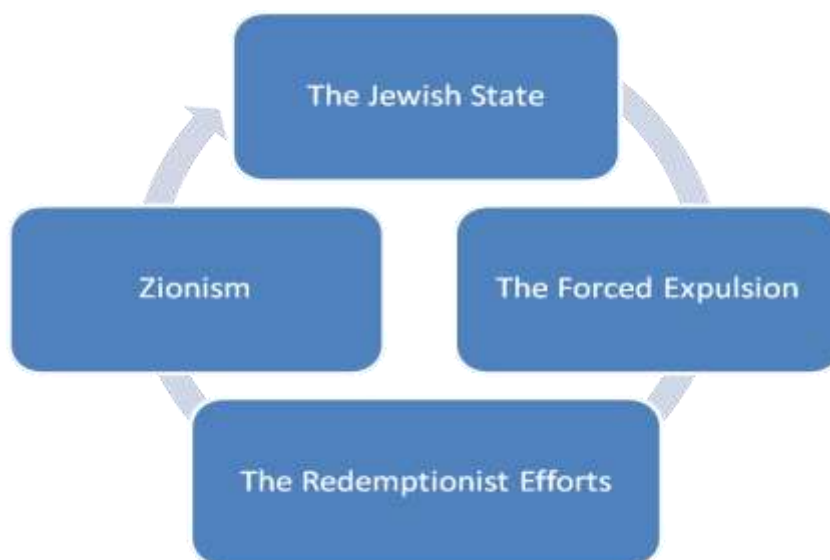 The Jewish State
Zionism
The Forced Expulsion
The Redemptionist Efforts